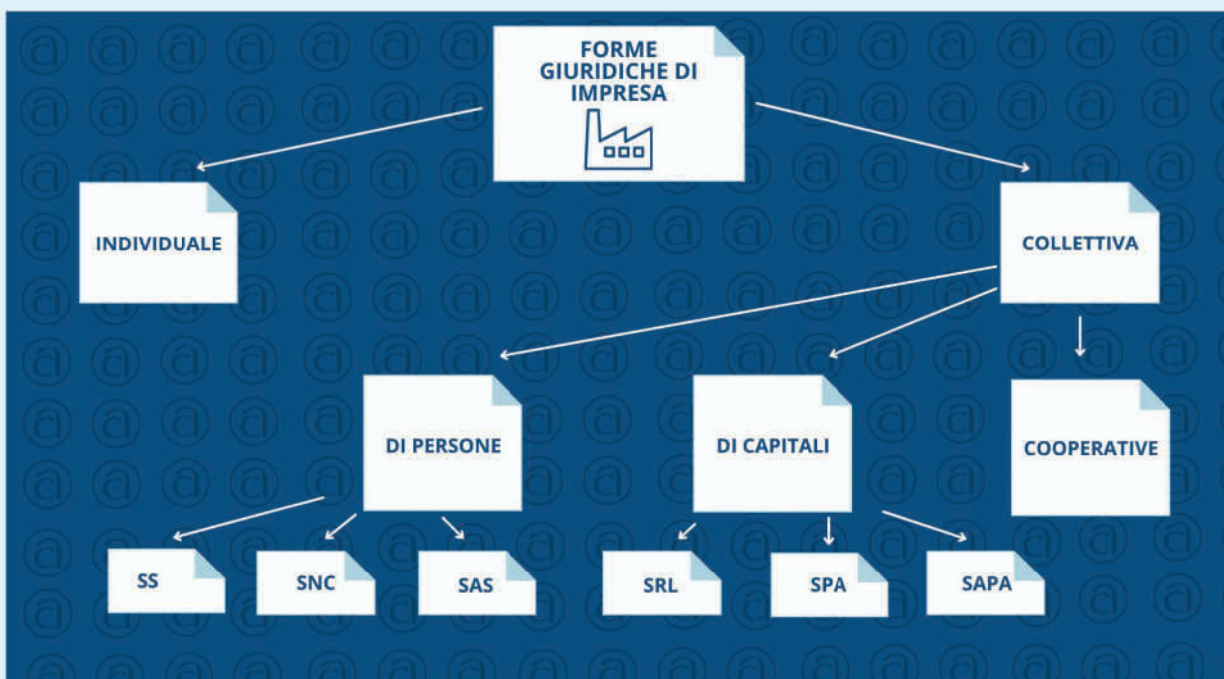 FORME
GIURIDICHE DI
IMPRESA
INDIVIDUALE
COLLETTIVA
DI PERSONE
DI CAPITALI
COOPERATIVE
SS
SNC
SAS
SRL
SPA
SAPA